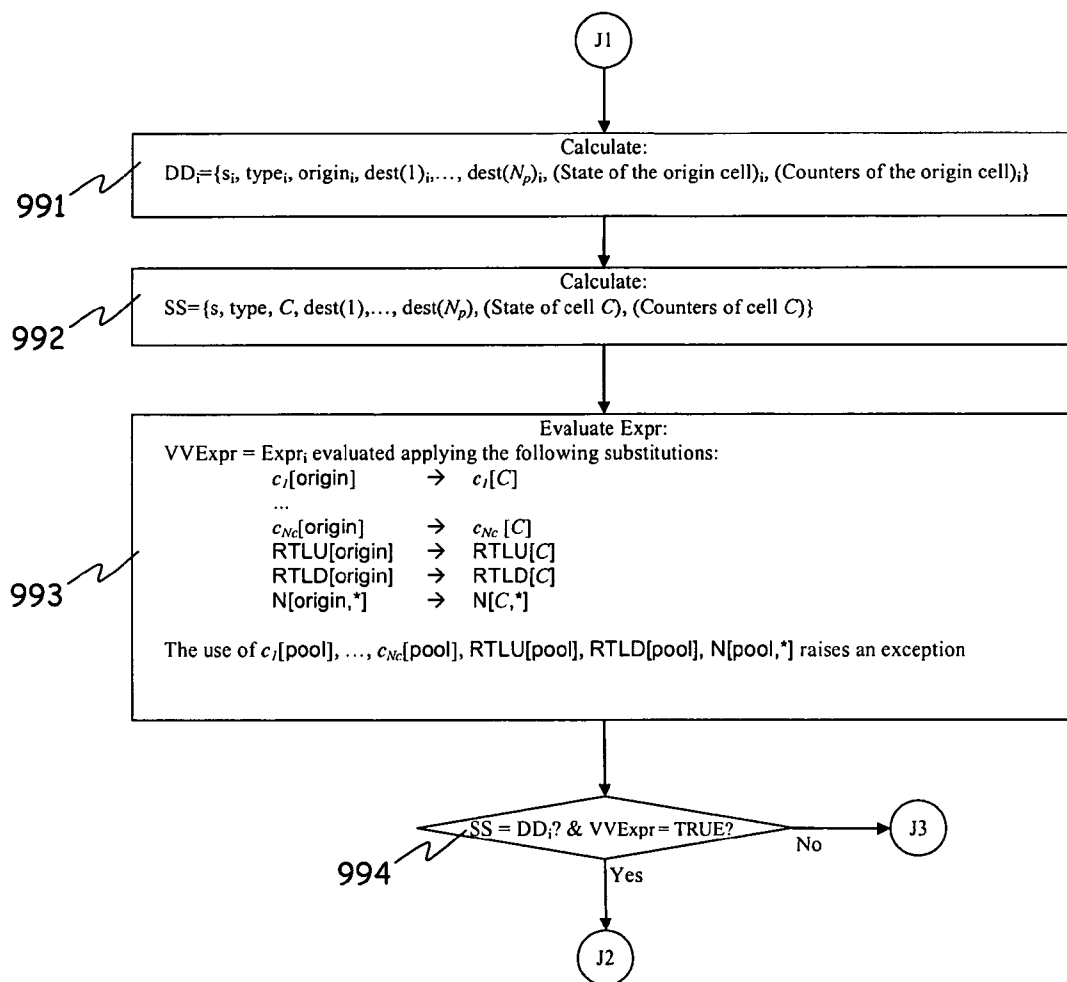 J1
Calculate:
DDᵢ={sᵢ, typeᵢ, originᵢ, dest(1)ᵢ,..., dest(Nₚ)ᵢ, (State of the origin cell)ᵢ, (Counters of the origin cell)ᵢ}
991
Calculate:
SS={s, type, C, dest(1),..., dest(Nₚ), (State of cell C), (Counters of cell C)}
992
Evaluate Expr:
VVExpr = Exprᵢ evaluated applying the following substitutions:
c₁[origin] → c₁[C]
...
c_Nc[origin] → c_Nc [C]
RTLU[origin] → RTLU[C]
RTLD[origin] → RTLD[C]
N[origin,*] → N[C,*]
993
The use of c₁[pool], ..., c_Nc[pool], RTLU[pool], RTLD[pool], N[pool,*] raises an exception
SS = DDᵢ? & VVExpr = TRUE?
J3
No
994
Yes
J2